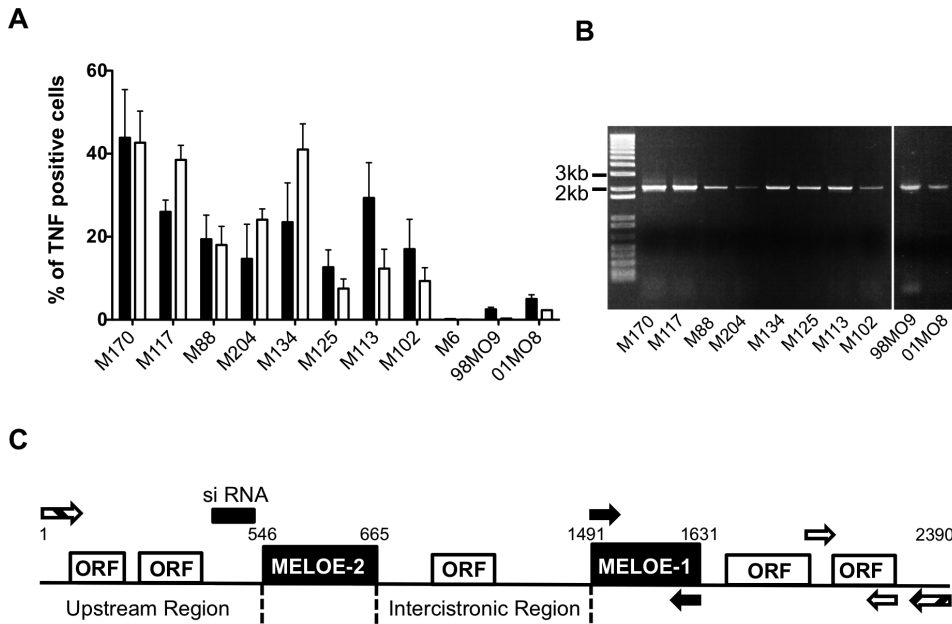 A
% of TNF positive cells
60
40
20
0
M170 M117 M88 M204 M134 M125 M113 M102 M6 98MO9 01MO8
B
3kb
2kb
M170 M117 M88 M204 M134 M125 M113 M102 98MO9 01MO8
C
si RNA
1 546 665 1491 1631 2390
ORF ORF MELOE-2 ORF MELOE-1 ORF ORF
Upstream Region Intercistronic Region